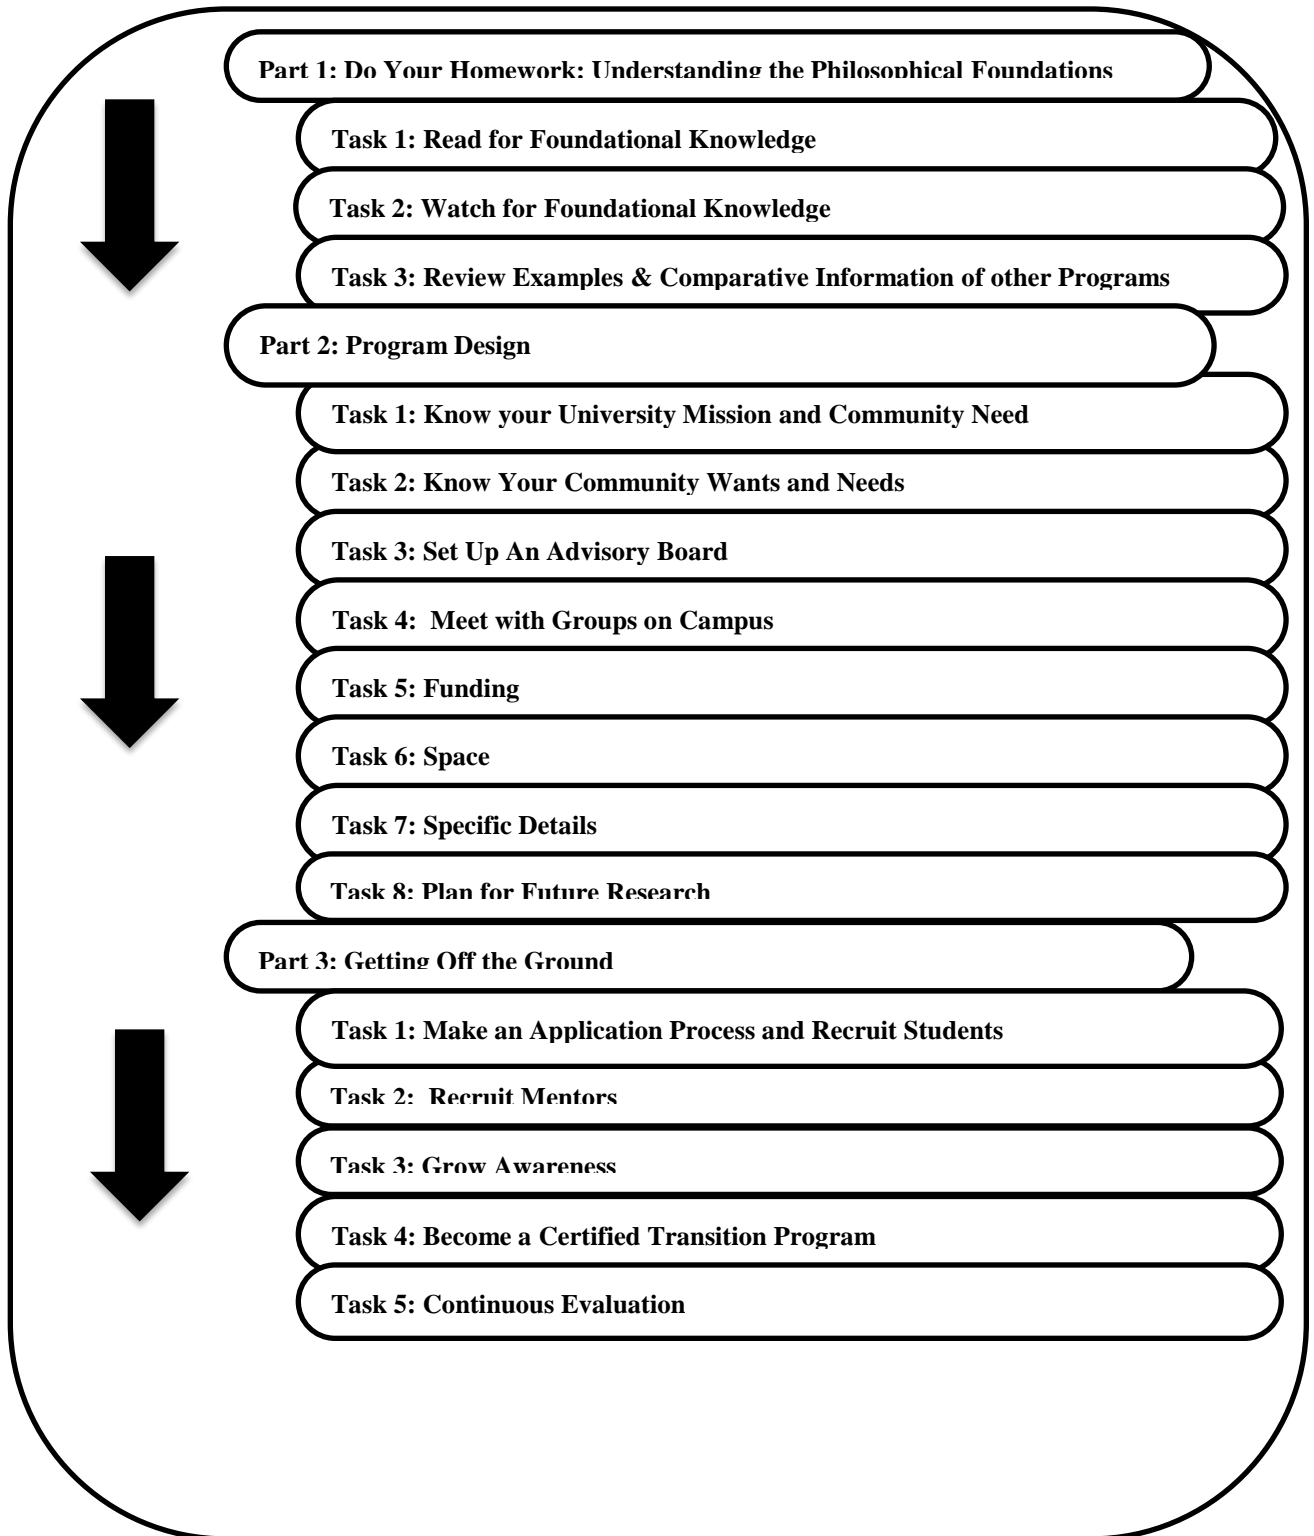 Part 1: Do Your Homework: Understanding the Philosophical Foundations
Task 1: Read for Foundational Knowledge
Task 2: Watch for Foundational Knowledge
Task 3: Review Examples & Comparative Information of other Programs
Part 2: Program Design
Task 1: Know your University Mission and Community Need
Task 2: Know Your Community Wants and Needs
Task 3: Set Up An Advisory Board
Task 4:  Meet with Groups on Campus
Task 5: Funding
Task 6: Space
Task 7: Specific Details
Task 8: Plan for Future Research
Part 3: Getting Off the Ground
Task 1: Make an Application Process and Recruit Students
Task 2:  Recruit Mentors
Task 3: Grow Awareness
Task 4: Become a Certified Transition Program
Task 5: Continuous Evaluation